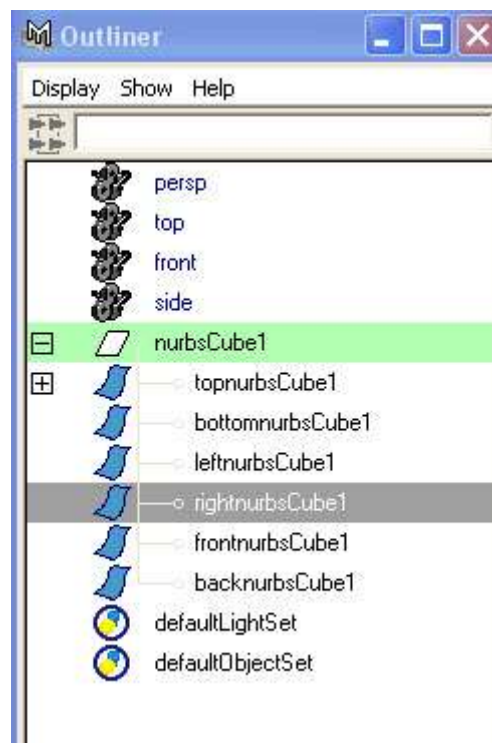 Outliner
Display Show Help
persp
top
front
side
nurbsCube1
topnurbsCube1
bottomnurbsCube1
leftnurbsCube1
rightnurbsCube1
frontnurbsCube1
backnurbsCube1
defaultLightSet
defaultObjectSet